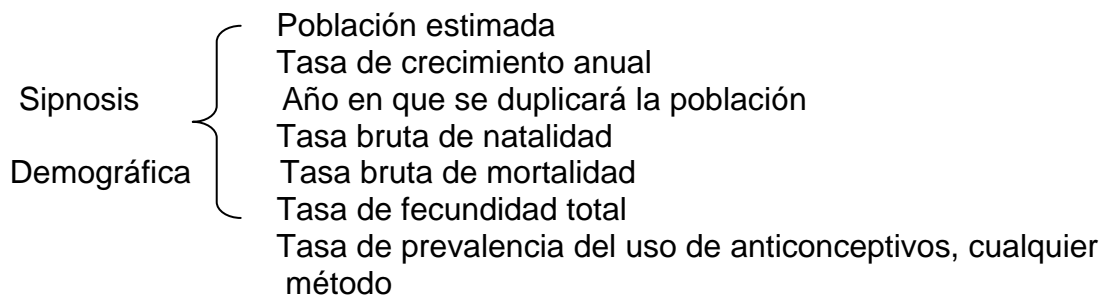 Población estimada
Tasa de crecimiento anual
Sipnosis Año en que se duplicará la población
Tasa bruta de natalidad
Demográfica Tasa bruta de mortalidad
Tasa de fecundidad total
Tasa de prevalencia del uso de anticonceptivos, cualquier
método